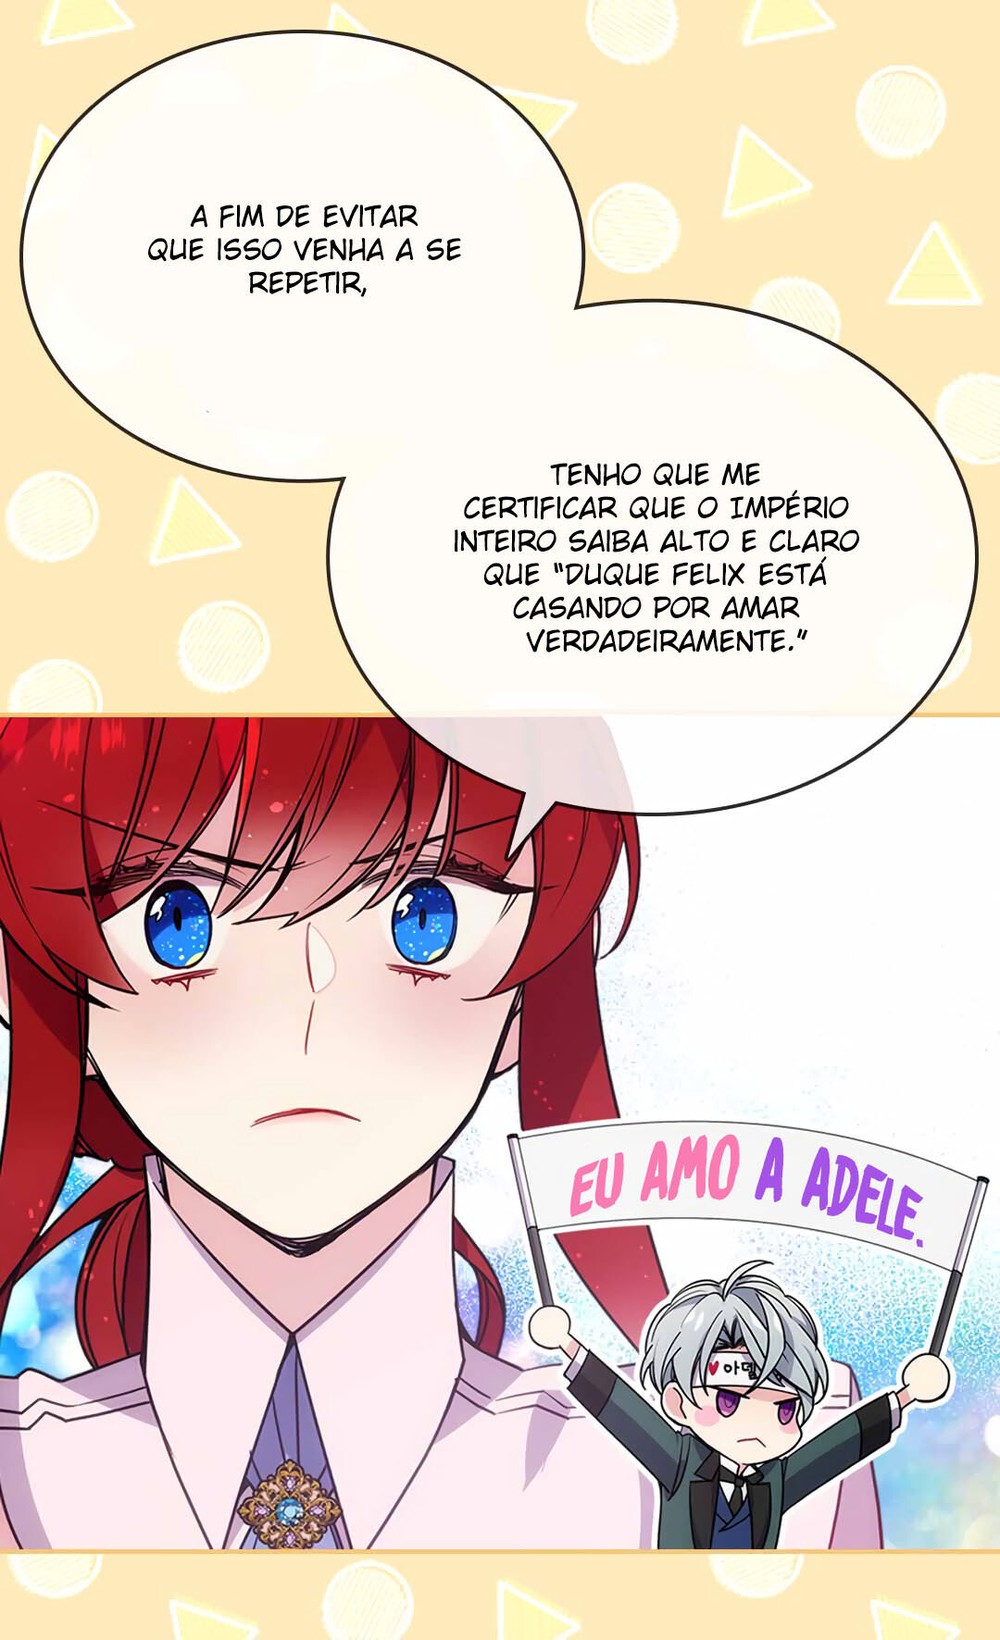 A FIM DE EVITAR
QUE ISSO VENHA A SE
REPETIR,
TENHO QUE ME
CERTIFICAR QUE O IMPÉRIO
INTEIRO SAIBA ALTO E CLARO
QUE "DUQUE FELIX ESTÁ
CASANDO POR AMAR
VERDADEIRAMENTE."
EU AMO A ADELE.
♥아델